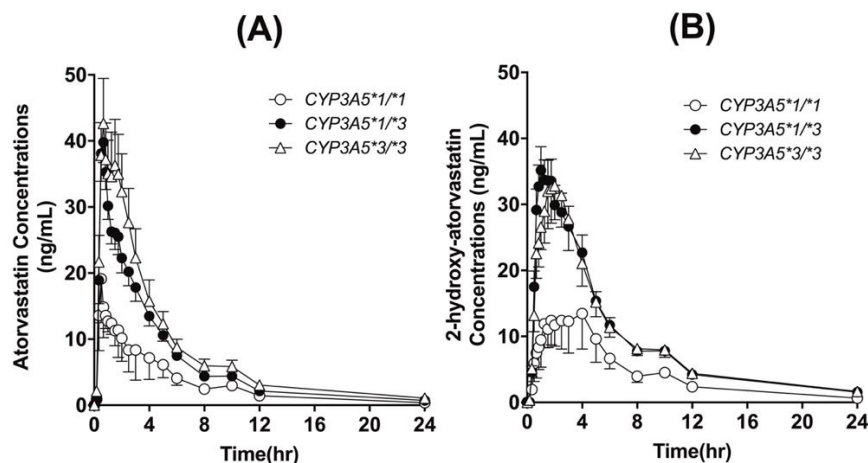 (A)
Atorvastatin Concentrations
(ng/mL)
50
40
30
20
10
0
CYP3A5*1/*1
CYP3A5*1/*3
CYP3A5*3/*3
0
4
8
12
16
20
24
Time(hr)
(B)
2-hydroxy-atorvastatin
Concentrations (ng/mL)
50
40
30
20
10
0
CYP3A5*1/*1
CYP3A5*1/*3
CYP3A5*3/*3
0
4
8
12
16
20
24
Time(hr)